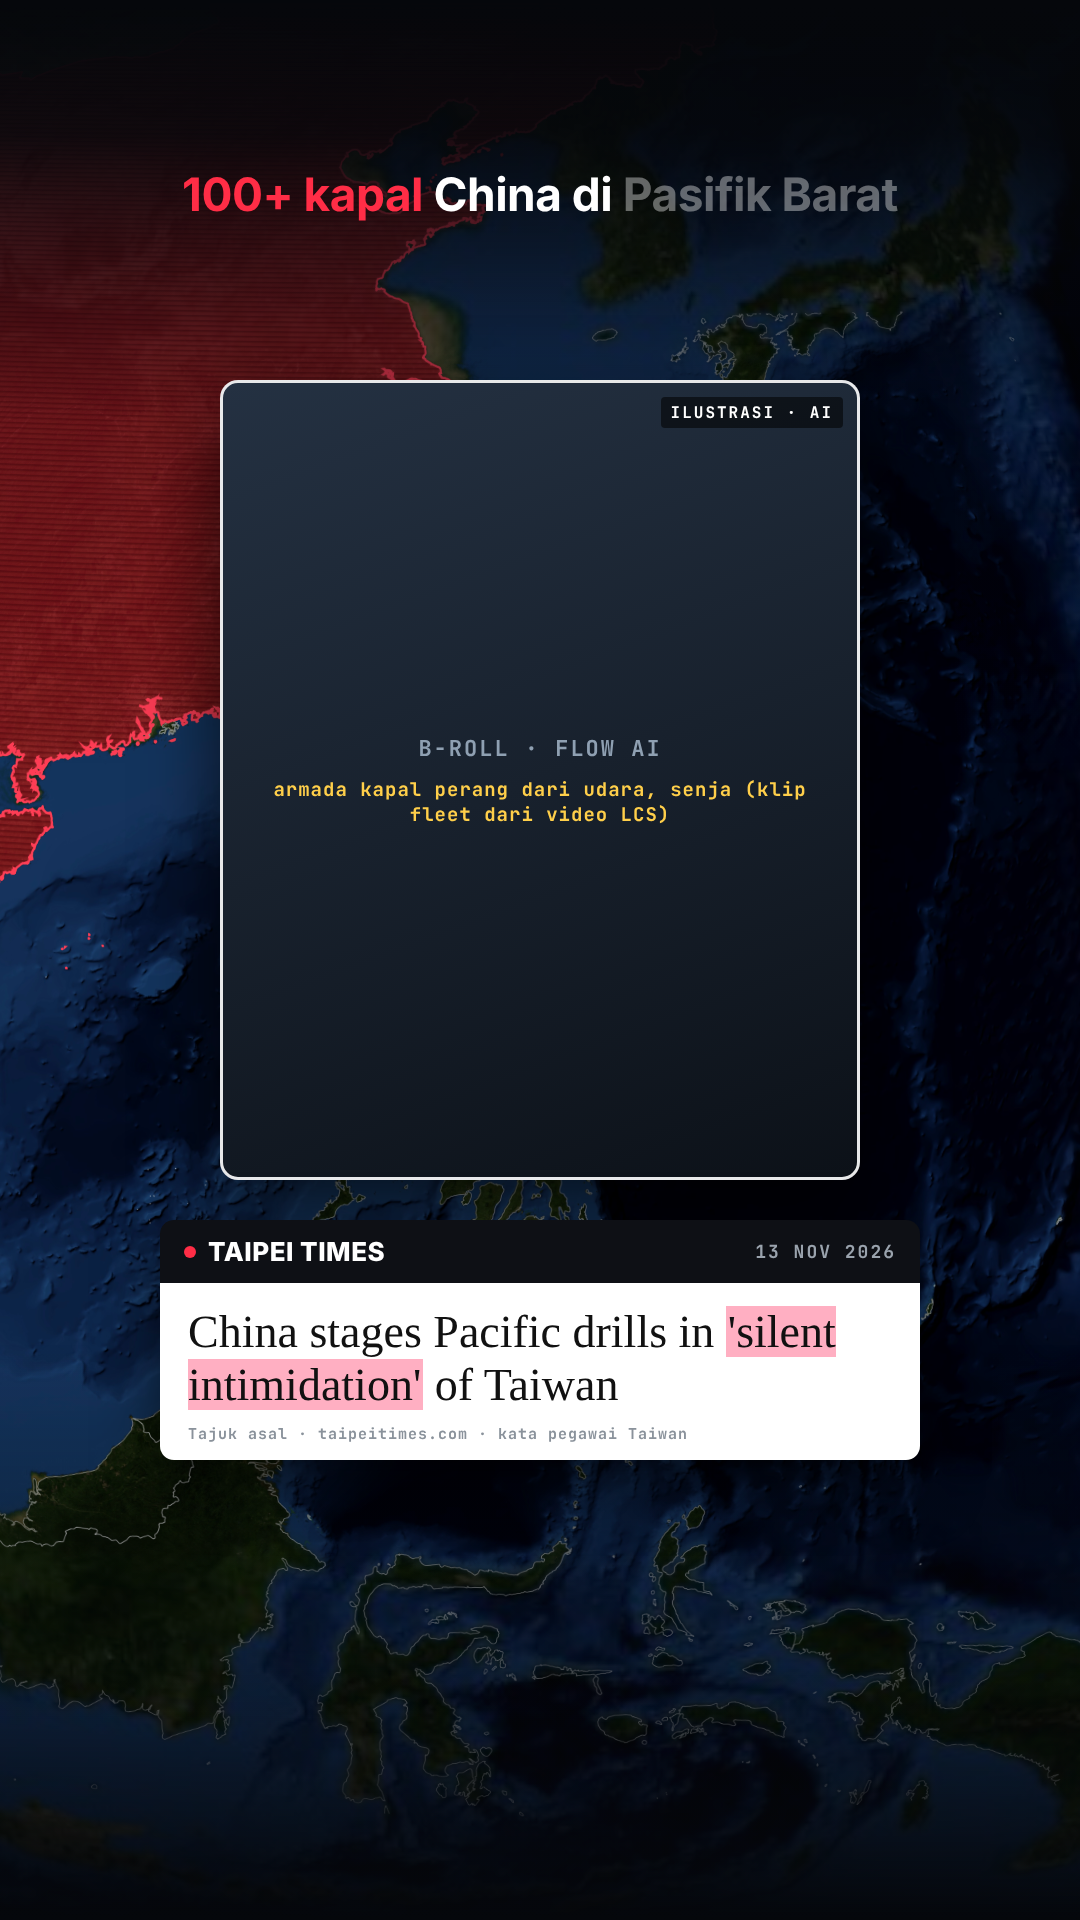 100+ kapal China di Pasifik Barat
ILUSTRASI · AI
B-ROLL · FLOW AI
armada kapal perang dari udara, senja (klip
fleet dari video LCS)
TAIPEI TIMES
13 NOV 2026
China stages Pacific drills in 'silent
intimidation' of Taiwan
Tajuk asal · taipeitimes.com · kata pegawai Taiwan